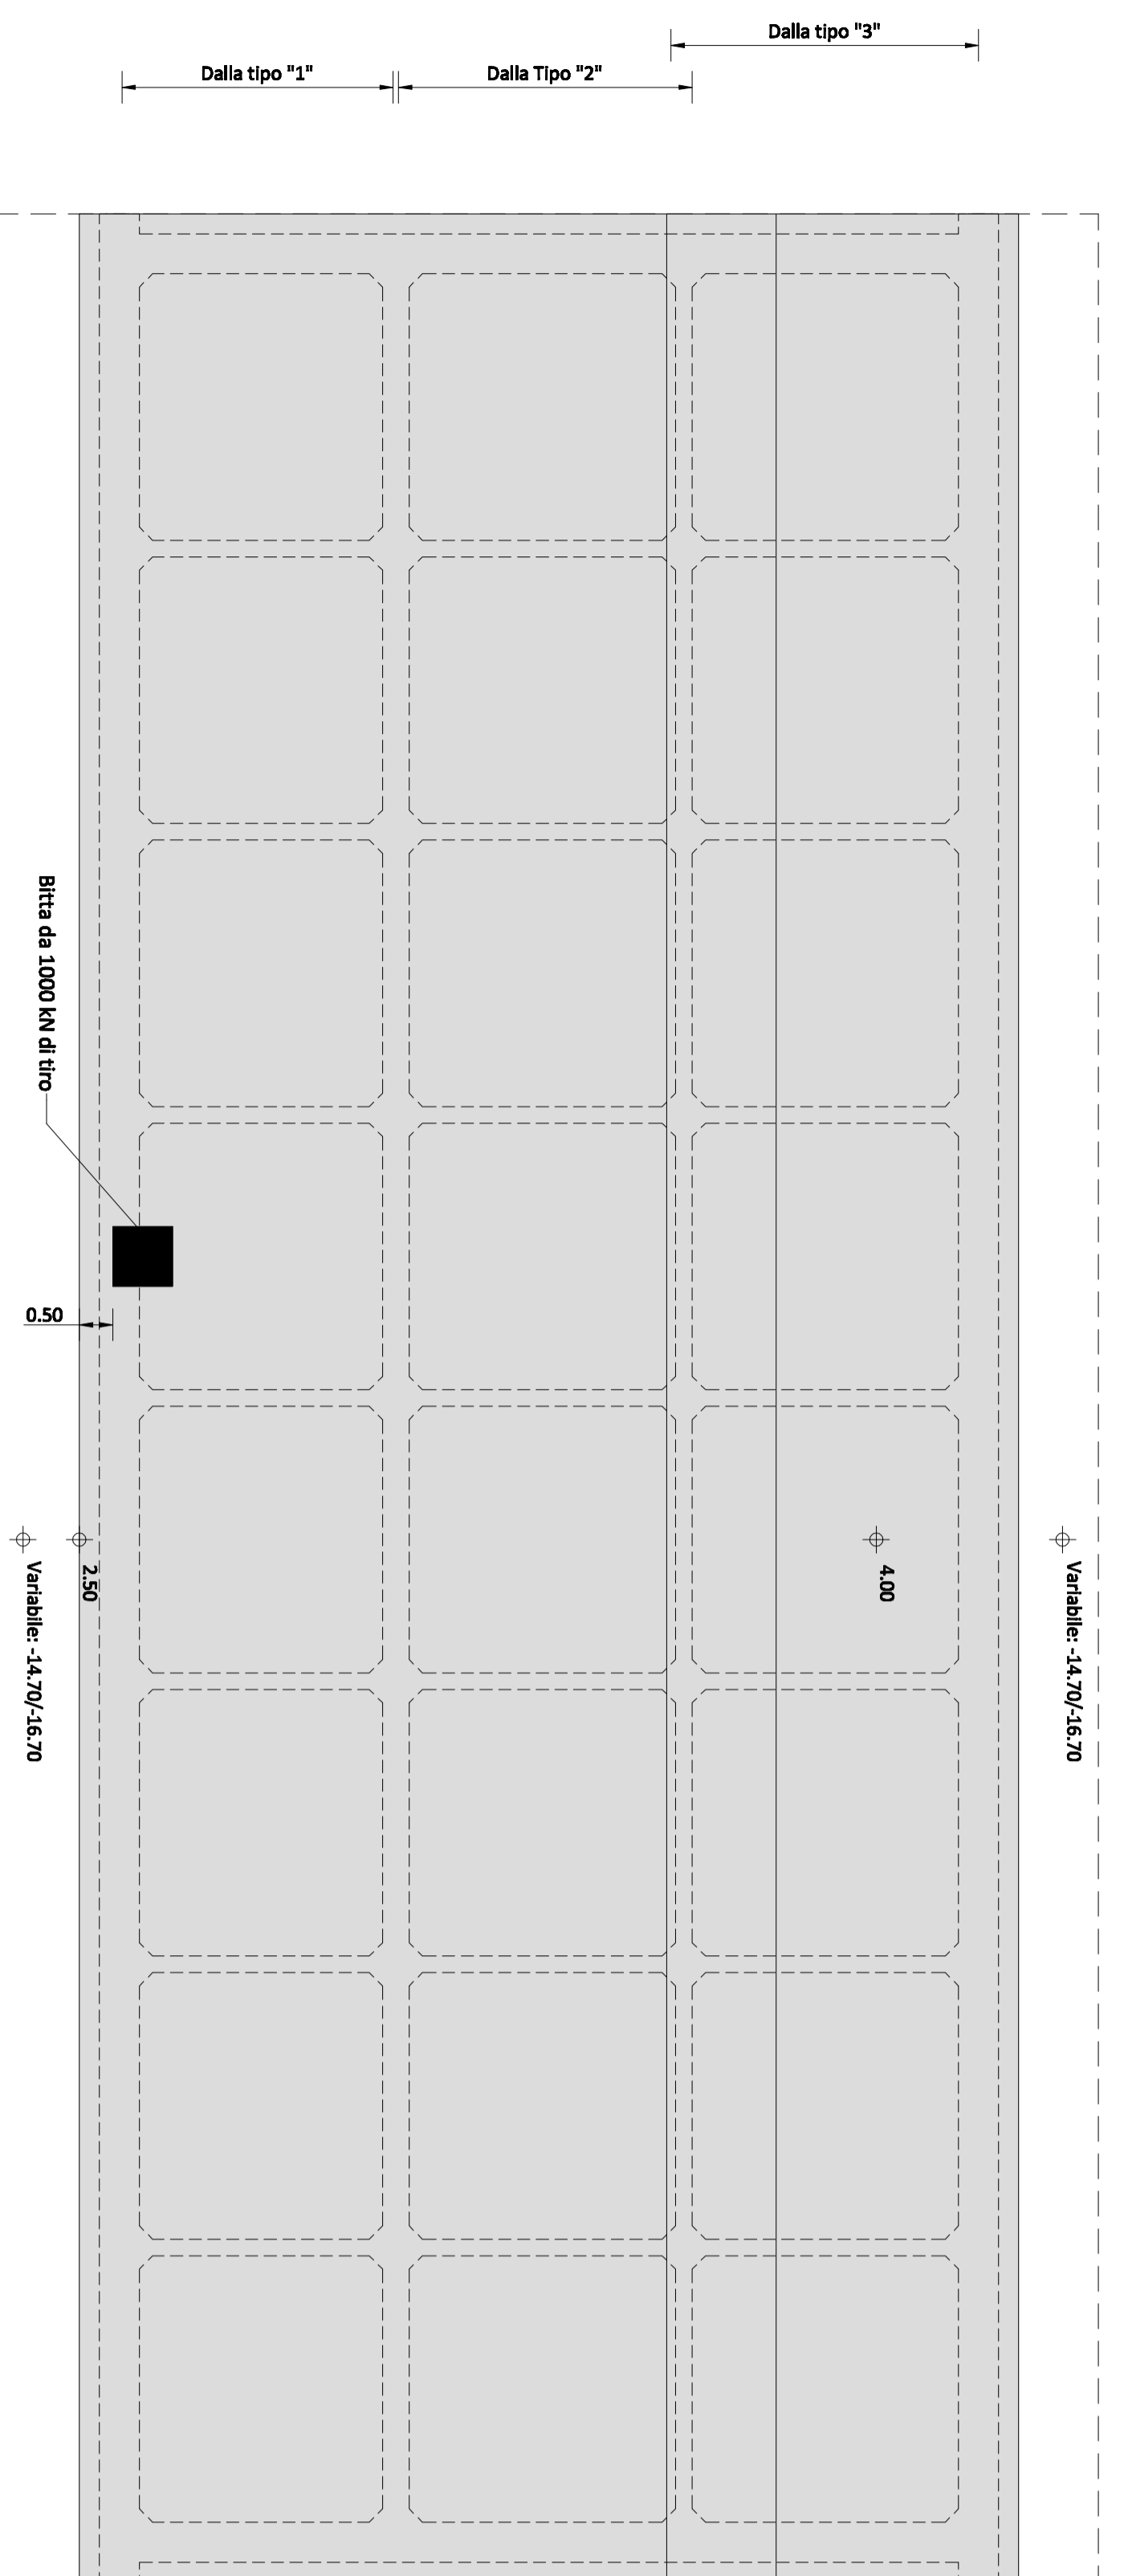 Dalla tipo "3"
Dalla tipo "1"
Dalla Tipo "2"
Bitta da 1000 kN di tiro
0.50
2.50
Variabile: -14.70/-16.70
4.00
Variabile: -14.70/-16.70